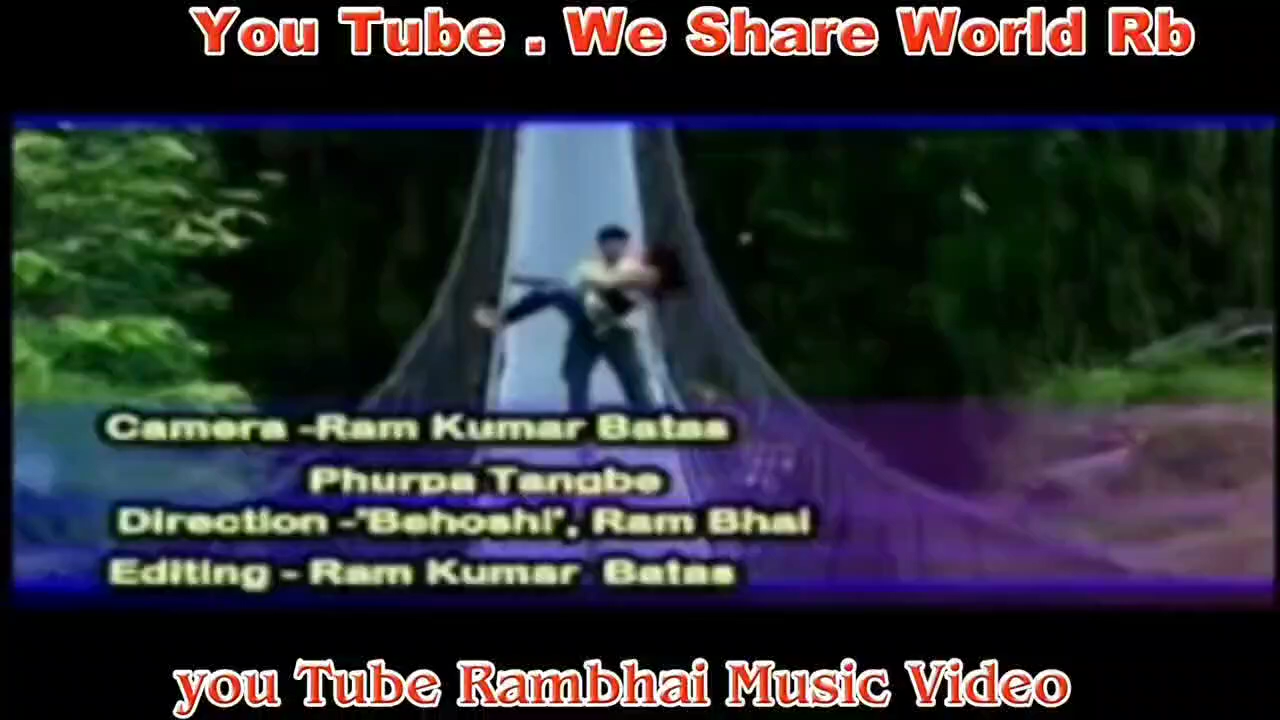 You Tube . We Share World Rb
Camera -Ram Kumar Batas
Phurpa Tangbe
Direction -'Behoshi', Ram Bhai
Editing - Ram Kumar Batas
you Tube Rambhai Music Video